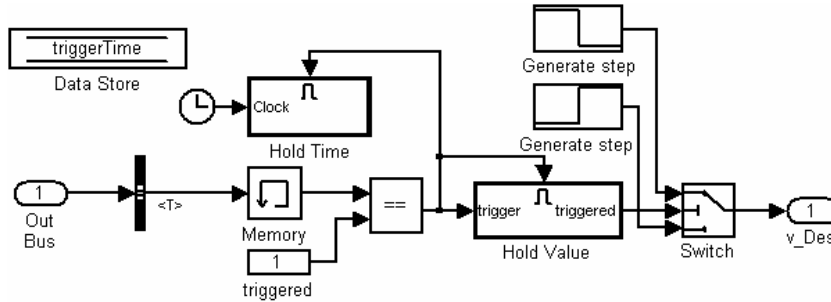 triggerTime
Data Store
Generate step
Clock
Hold Time
Generate step
1
Out
Bus
<T>
Memory
==
trigger
triggered
Hold Value
Switch
1
v_Des
1
triggered